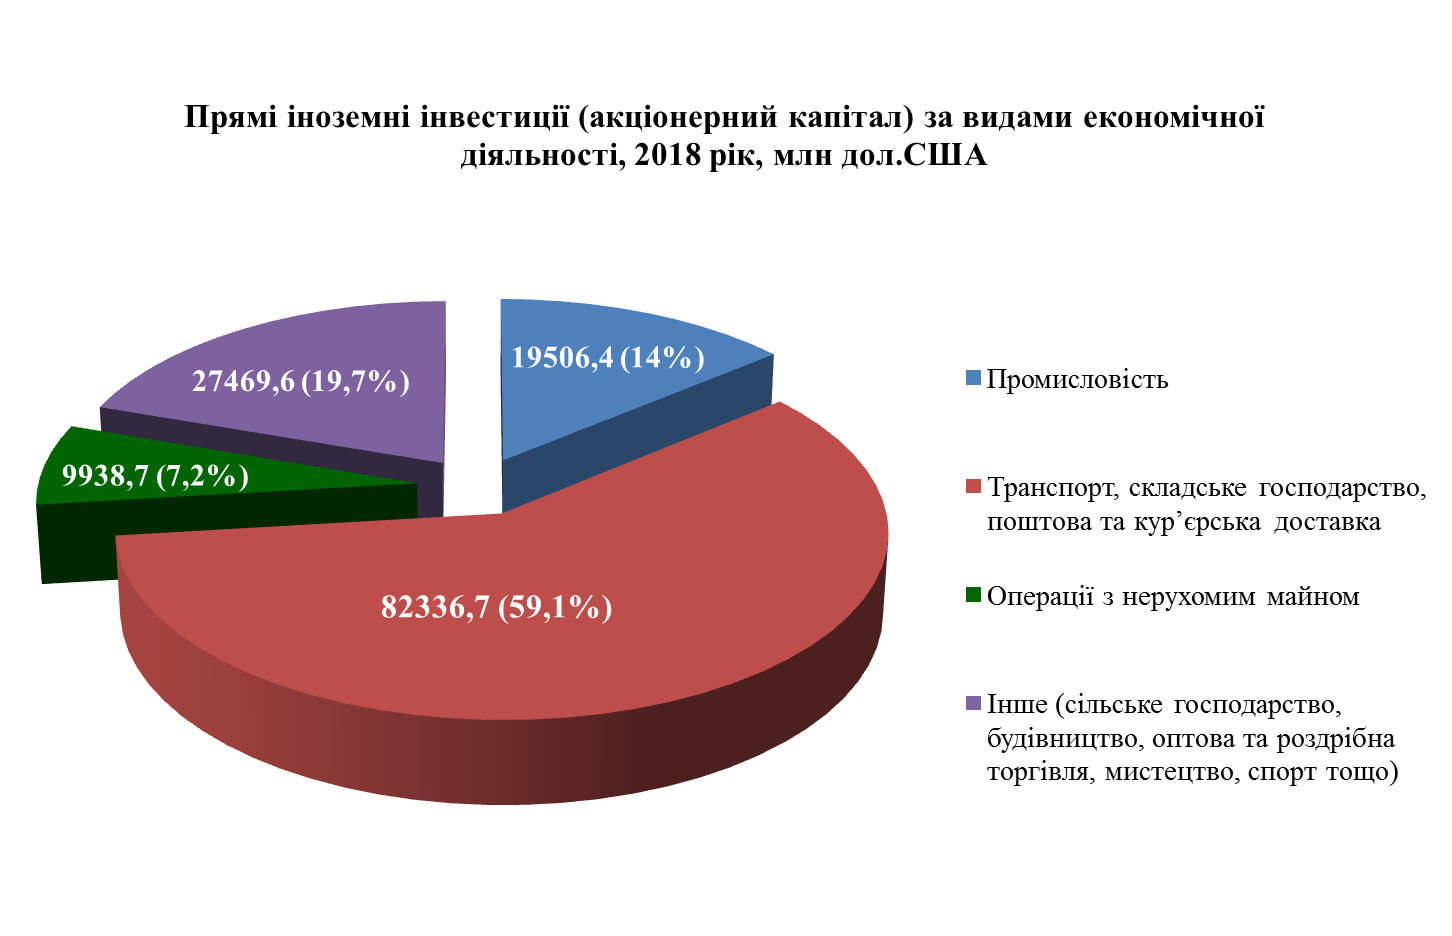 Прямі іноземні інвестиції (акціонерний капітал) за видами економічної
діяльності, 2018 рік, млн дол.США
19506,4 (14%)
27469,6 (19,7%)
9938,7 (7,2%)
82336,7 (59,1%)
Промисловість
Транспорт, складське господарство,
поштова та кур’єрська доставка
Операції з нерухомим майном
Інше (сільське господарство,
будівництво, оптова та роздрібна
торгівля, мистецтво, спорт тощо)